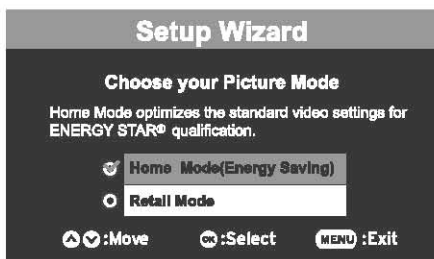 Setup Wizard
Choose your Picture Mode
Home Mode optimizes the standard video settings for
ENERGY STAR® qualification.
Home Mode(Energy Saving)
Retail Mode
:Move OK :Select MENU :Exit